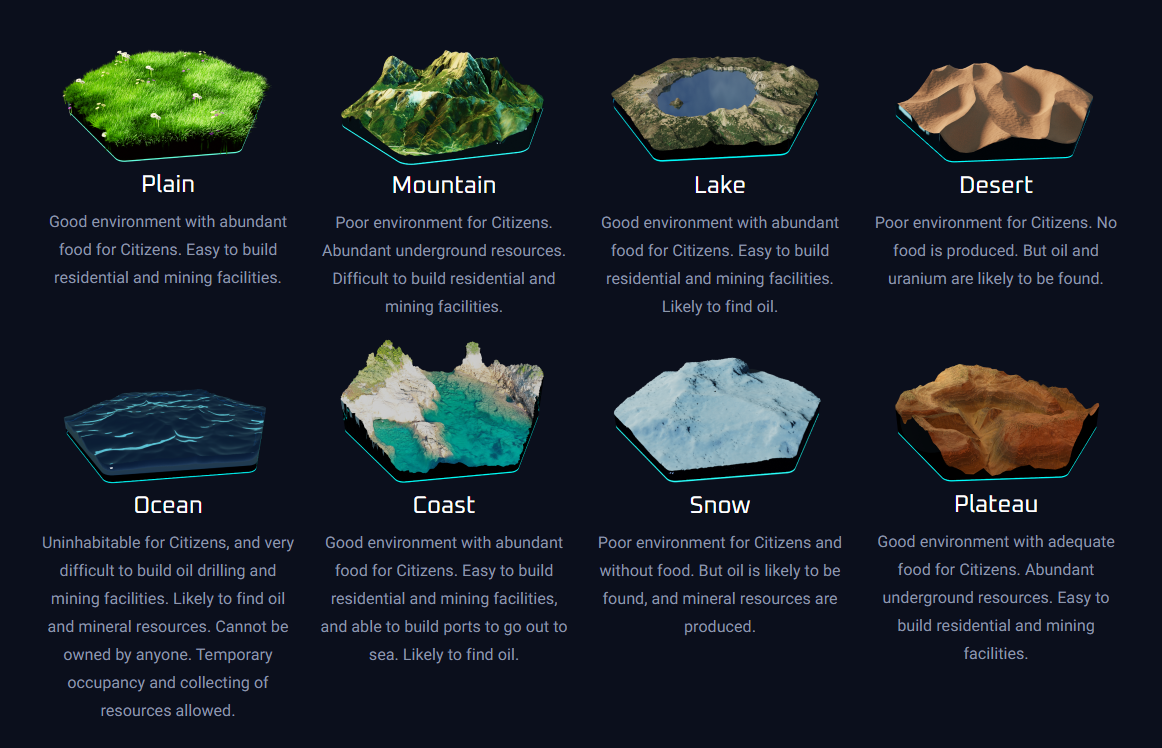 Plain
Good environment with abundant
food for Citizens. Easy to build
residential and mining facilities.
Mountain
Poor environment for Citizens.
Abundant underground resources.
Difficult to build residential and
mining facilities.
Lake
Good environment with abundant
food for Citizens. Easy to build
residential and mining facilities.
Likely to find oil.
Desert
Poor environment for Citizens. No
food is produced. But oil and
uranium are likely to be found.
Ocean
Uninhabitable for Citizens, and very
difficult to build oil drilling and
mining facilities. Likely to find oil
and mineral resources. Cannot be
owned by anyone. Temporary
occupancy and collecting of
resources allowed.
Coast
Good environment with abundant
food for Citizens. Easy to build
residential and mining facilities,
and able to build ports to go out to
sea. Likely to find oil.
Snow
Poor environment for Citizens and
without food. But oil is likely to be
found, and mineral resources are
produced.
Plateau
Good environment with adequate
food for Citizens. Abundant
underground resources. Easy to
build residential and mining
facilities.